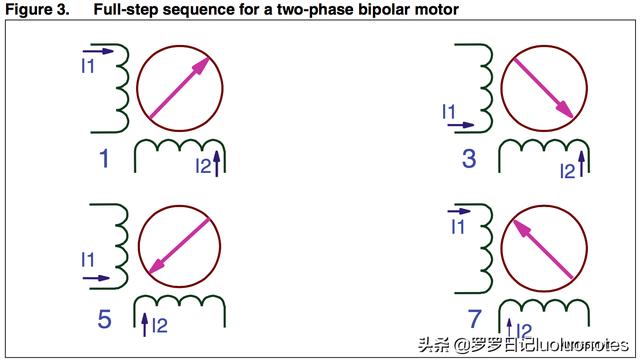 Figure 3. Full-step sequence for a two-phase bipolar motor
I1
1
I2
I1
3
I2
I1
5
I2
I1
7
I2
头条 @罗罗日记luoluonotes